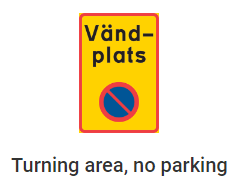 Vänd–
plats
Turning area, no parking